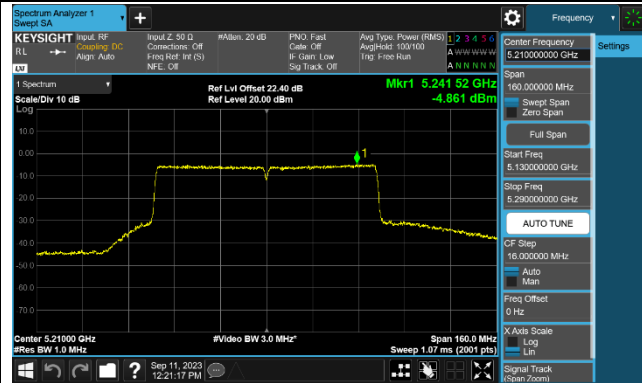 Spectrum Analyzer 1
Swept SA
Frequency
KEYSIGHT
RL
Input: RF
Coupling: DC
Align: Auto
Input Z: 50 Ω
Corrections: Off
Freq Ref: Int (S)
NFE: Off
#Atten: 20 dB
PNO: Fast
Gate: Off
IF Gain: Low
Sig Track: Off
Avg Type: Power (RMS)
Avg|Hold: 100/100
Trig: Free Run
1 2 3 4 5 6
A W W W W W
A N N N N N
LXI
1 Spectrum
Scale/Div 10 dB
Log
Ref Lvl Offset 22.40 dB
Ref Level 20.00 dBm
Mkr1 5.241 52 GHz
-4.861 dBm
1
10.0
0.00
-10.0
-20.0
-30.0
-40.0
-50.0
-60.0
-70.0
Center 5.21000 GHz
#Res BW 1.0 MHz
#Video BW 3.0 MHz*
Span 160.0 MHz
Sweep 1.07 ms (2001 pts)
Center Frequency
5.210000000 GHz
Settings
Span
160.000000 MHz
Swept Span
Zero Span
Full Span
Start Freq
5.130000000 GHz
Stop Freq
5.290000000 GHz
AUTO TUNE
CF Step
16.000000 MHz
Auto
Man
Freq Offset
0 Hz
X Axis Scale
Log
Lin
Signal Track
(Span Zoom)
Sep 11, 2023
12:21:17 PM